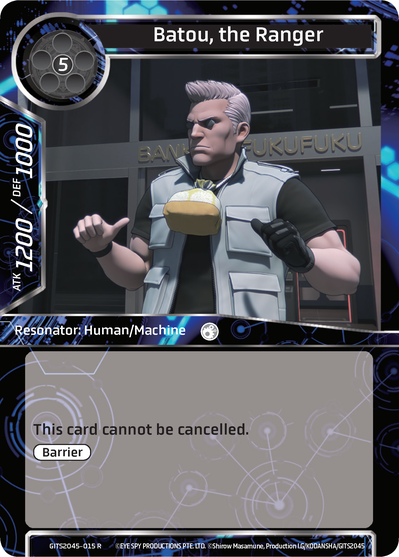 Batou, the Ranger
5
ATK 1200 / DEF 1000
BANK FUKUFUKU
Resonator: Human/Machine
This card cannot be cancelled.
Barrier
GITS2045-015 R ©EYE SPY PRODUCTIONS PTE. LTD. ©Shirow Masamune, Production I.G/KODANSHA/GITS2045